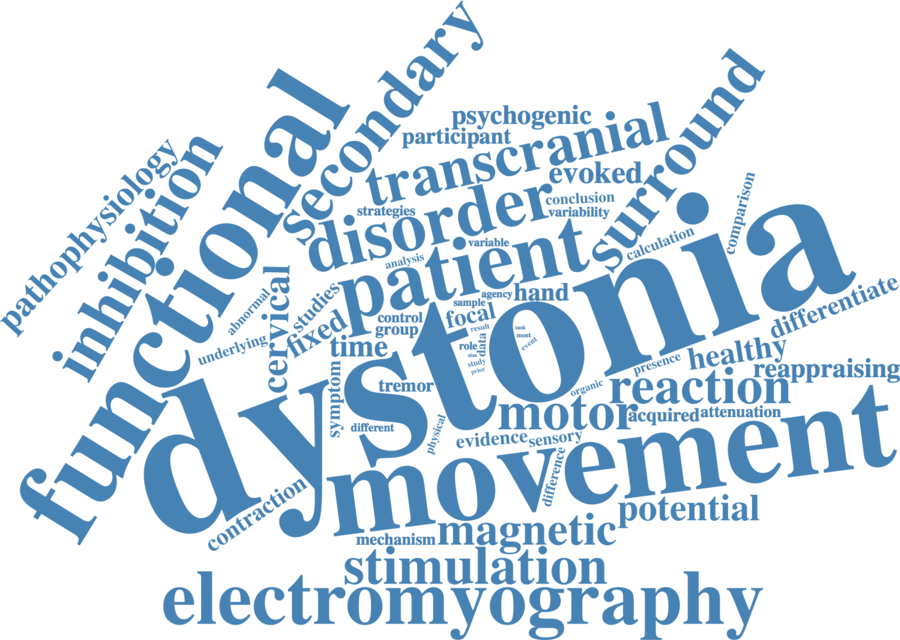 secondary
surround
psychogenic
participant
transcranial
evoked
functional
pathophysiology
inhibition
strategies
disorder
conclusion
variability
comparison
variable
calculation
analysis
patient
dystonia
abnormal
cervical
studies
agency
hand
sample
control
focal
fixed
group
result
task
most
differentiate
underlying
time
role
data
event
size
study
prior
presence
healthy
reappraising
symptom
tremor
organic
reaction
motor
acquired
attenuation
different
physical
evidence
sensory
movement
difference
contraction
potential
mechanism
magnetic
stimulation
electromyography